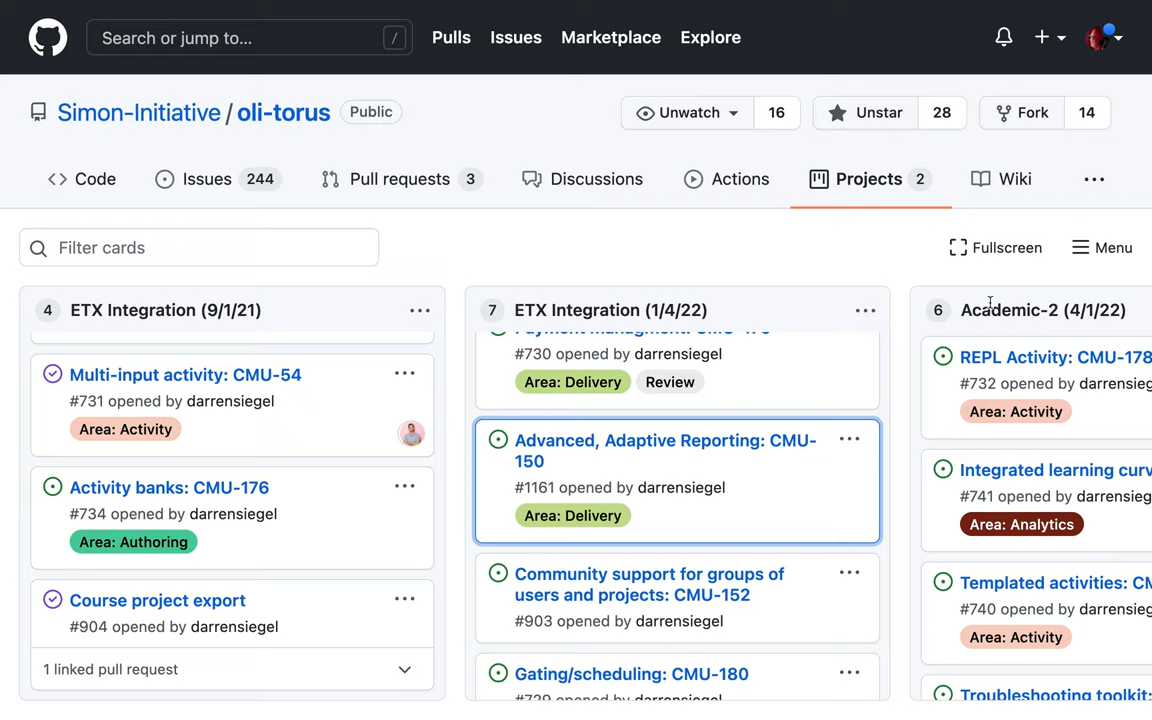 Search or jump to... /
Pulls Issues Marketplace Explore
Simon-Initiative / oli-torus Public
Unwatch 16 Unstar 28 Fork 14
Code Issues 244 Pull requests 3 Discussions Actions Projects 2 Wiki ...
Filter cards
Fullscreen Menu
4 ETX Integration (9/1/21) ...
Multi-input activity: CMU-54 ...
#731 opened by darrensiegel
Area: Activity
Activity banks: CMU-176 ...
#734 opened by darrensiegel
Area: Authoring
Course project export ...
#904 opened by darrensiegel
1 linked pull request
7 ETX Integration (1/4/22) ...
#730 opened by darrensiegel
Area: Delivery Review
Advanced, Adaptive Reporting: CMU- ...
150
#1161 opened by darrensiegel
Area: Delivery
Community support for groups of ...
users and projects: CMU-152
#903 opened by darrensiegel
Gating/scheduling: CMU-180 ...
#729 opened by darrensiegel
6 Academic-2 (4/1/22)
REPL Activity: CMU-178
#732 opened by darrensieg
Area: Activity
Integrated learning curv
#741 opened by darrensieg
Area: Analytics
Templated activities: CM
#740 opened by darrensieg
Area: Activity
Troubleshooting toolkit: